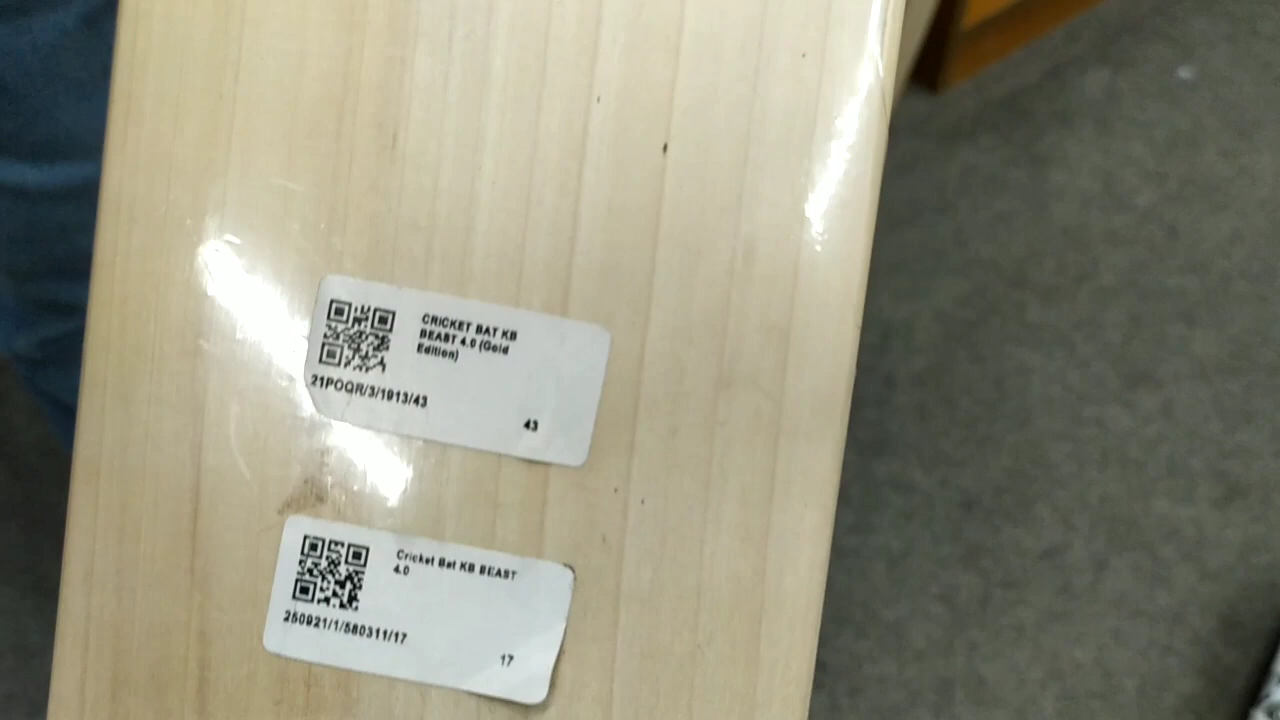 CRICKET BAT KB
BEAST 4.0 (Gold
Edition)
21POQR/3/1913/43
43
Cricket Bat KB BEAST
4.0
250921/1/580311/17
17